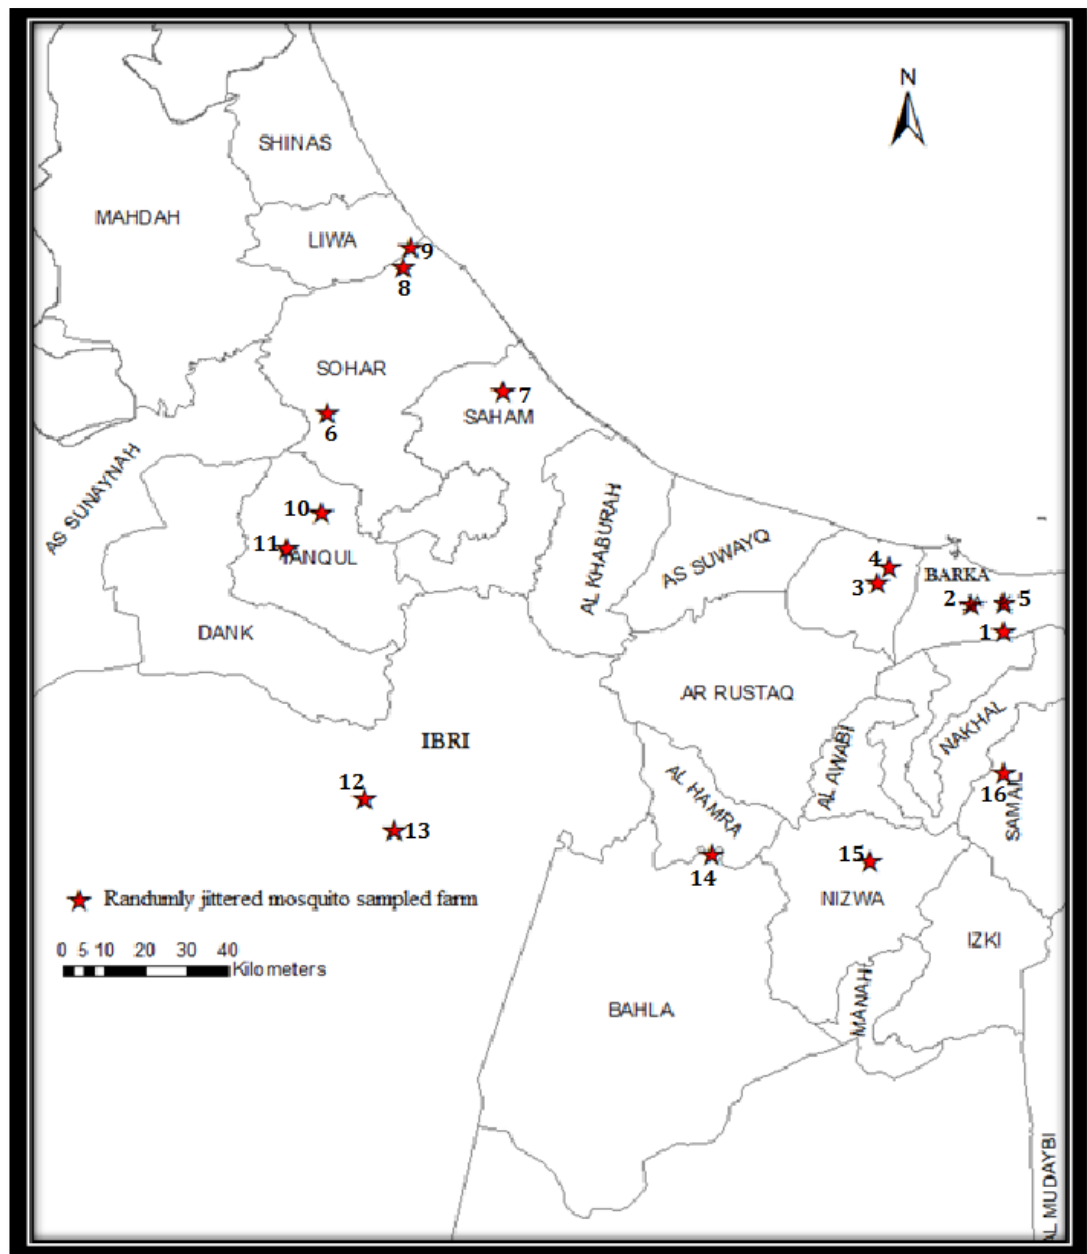 N
SHINAS
MAHDAH
LIWA
9
8
SOHAR
7
SAHAM
6
AS SUNAYNAH
10
11
YANQUL
AL KHABURAH
AS SUWAYQ
4
3
BARKA
2
5
1
DANK
AR RUSTAQ
NAKHAL
IBRI
AL AWABI
AL HAMRA
16
SAMAIL
12
13
14
15
NIZWA
Randumly jittered mosquito sampled farm
IZKI
0 5 10 20 30 40
Kilometers
MANAH
BAHLA
AL MUDAYBI